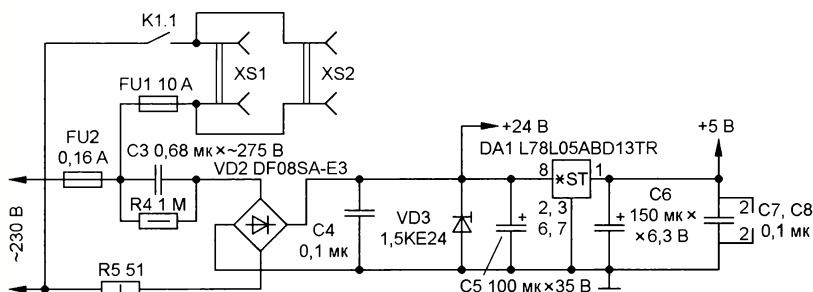 K1.1
XS1
XS2
FU1 10 А
FU2
0,16 А
C3 0,68 мк×~275 В
VD2 DF08SA-E3
R4 1 М
~230 В
R5 51
C4
0,1 мк
VD3
1,5KE24
+24 В
DA1 L78L05ABD13TR
8
*ST
1
2, 3
6, 7
+
C5 100 мк×35 В
+5 В
C6
+
150 мк×
×6,3 В
2
2
C7, C8
0,1 мк